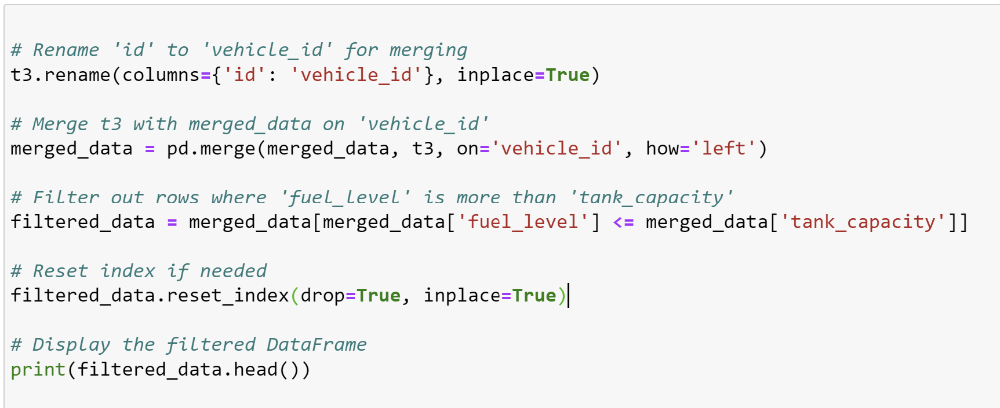 # Rename 'id' to 'vehicle_id' for merging
t3.rename(columns={'id': 'vehicle_id'}, inplace=True)
# Merge t3 with merged_data on 'vehicle_id'
merged_data = pd.merge(merged_data, t3, on='vehicle_id', how='left')
# Filter out rows where 'fuel_level' is more than 'tank_capacity'
filtered_data = merged_data[merged_data['fuel_level'] <= merged_data['tank_capacity']]
# Reset index if needed
filtered_data.reset_index(drop=True, inplace=True)
# Display the filtered DataFrame
print(filtered_data.head())